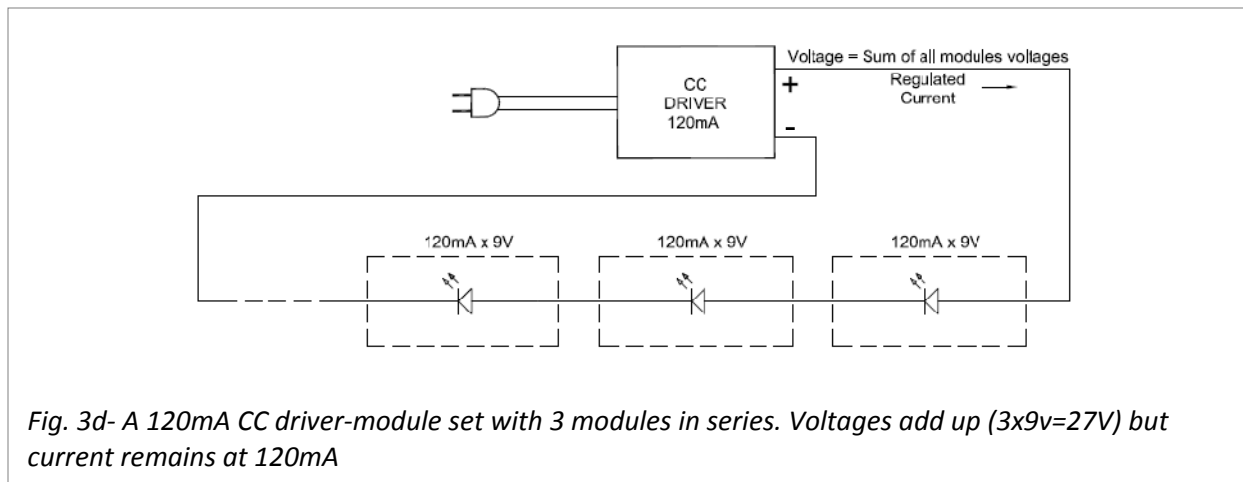 Voltage = Sum of all modules voltages
CC
DRIVER
120mA
+
-
Regulated
Current
120mA x 9V
120mA x 9V
120mA x 9V
Fig. 3d- A 120mA CC driver-module set with 3 modules in series. Voltages add up (3x9v=27V) but
current remains at 120mA